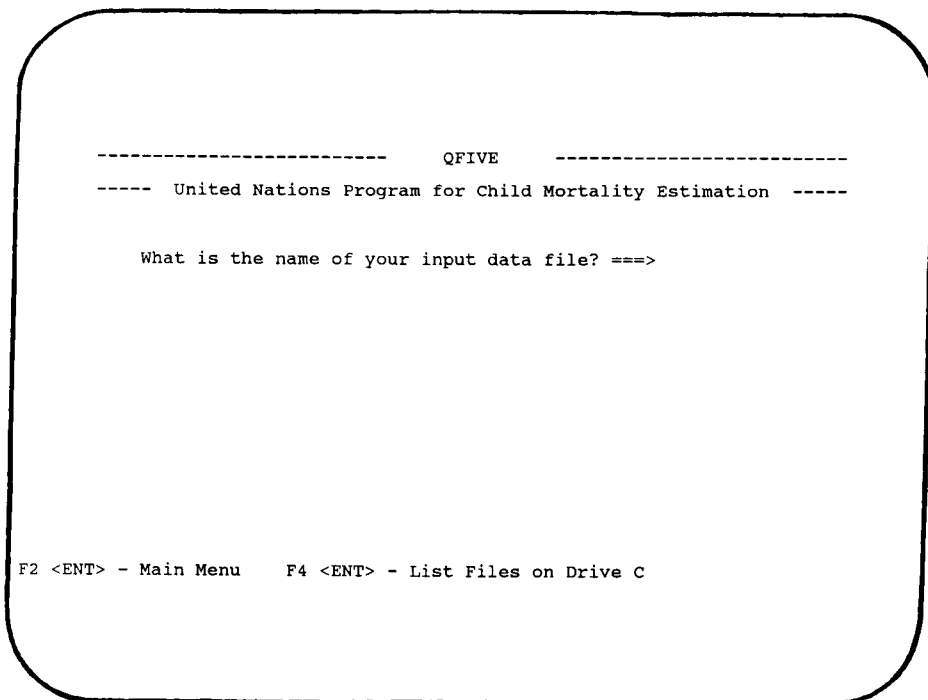 --------------------------- QFIVE ---------------------------
----- United Nations Program for Child Mortality Estimation -----
What is the name of your input data file? ===>
F2 <ENT> - Main Menu F4 <ENT> - List Files on Drive C